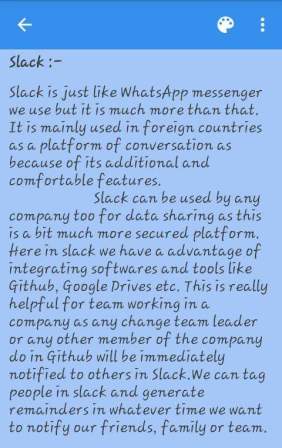 Slack :-
Slack is just like WhatsApp messenger
we use but it is much more than that.
It is mainly used in foreign countries
as a platform of conversation as
because of its additional and
comfortable features.
Slack can be used by any
company too for data sharing as this
is a bit much more secured platform.
Here in slack we have a advantage of
integrating softwares and tools like
Github, Google Drives etc. This is really
helpful for team working in a
company as any change team leader
or any other member of the company
do in Github will be immediately
notified to others in Slack.We can tag
people in slack and generate
remainders in whatever time we want
to notify our friends, family or team.